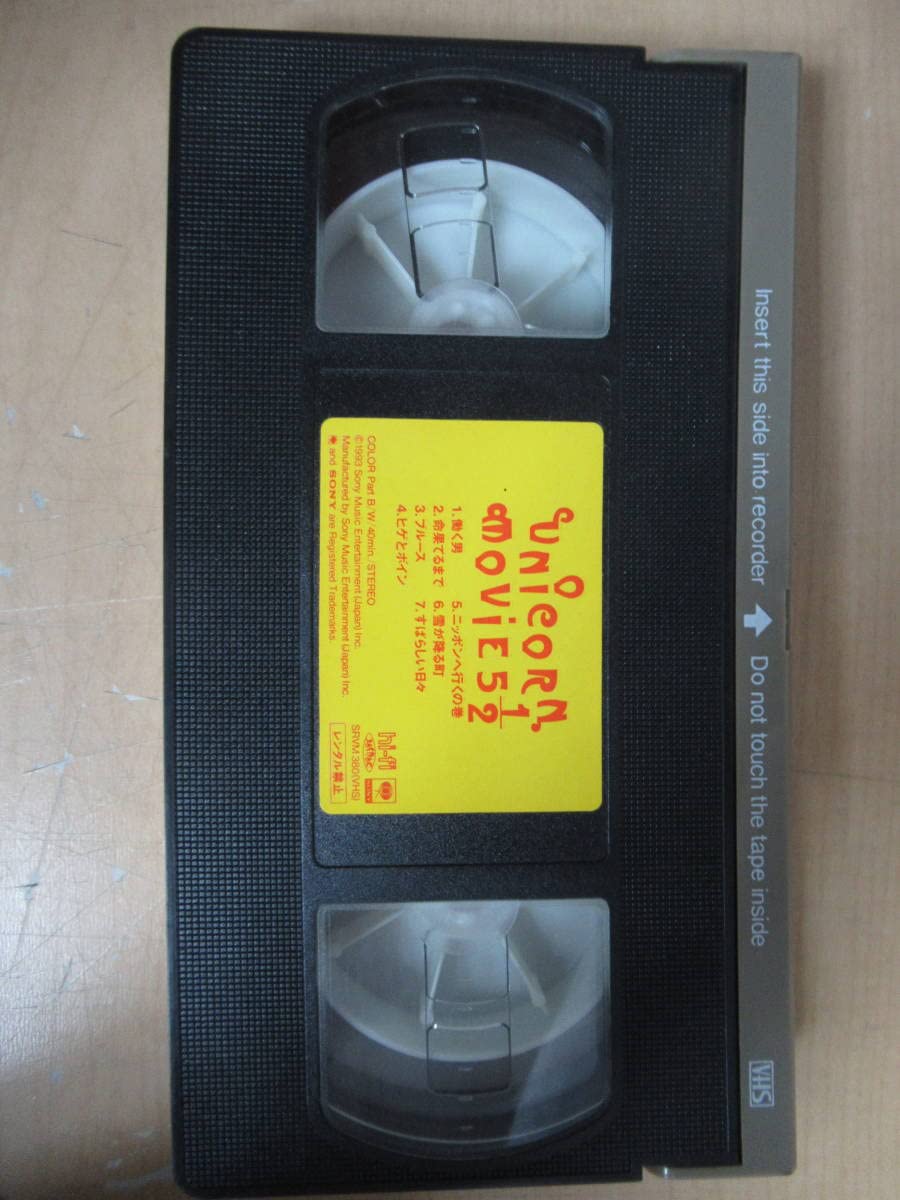 UNICORN
MOVIE 5 1/2
1. 働く男
2. 命果てるまで
3. ブルース
4. ヒゲとボイン
5. ニッポンへ行くの巻
6. 雪が降る町
7. すばらしい日々
COLOR Part B/W/40min./STEREO
©1993 Sony Music Entertainment (Japan) Inc.
Manufactured by Sony Music Entertainment (Japan) Inc.
and SONY are Registered Trademarks.
hi-fi
SONY
SRVM 380(VHS)
レンタル禁止
Insert this side into recorder Do not touch the tape inside
VHS